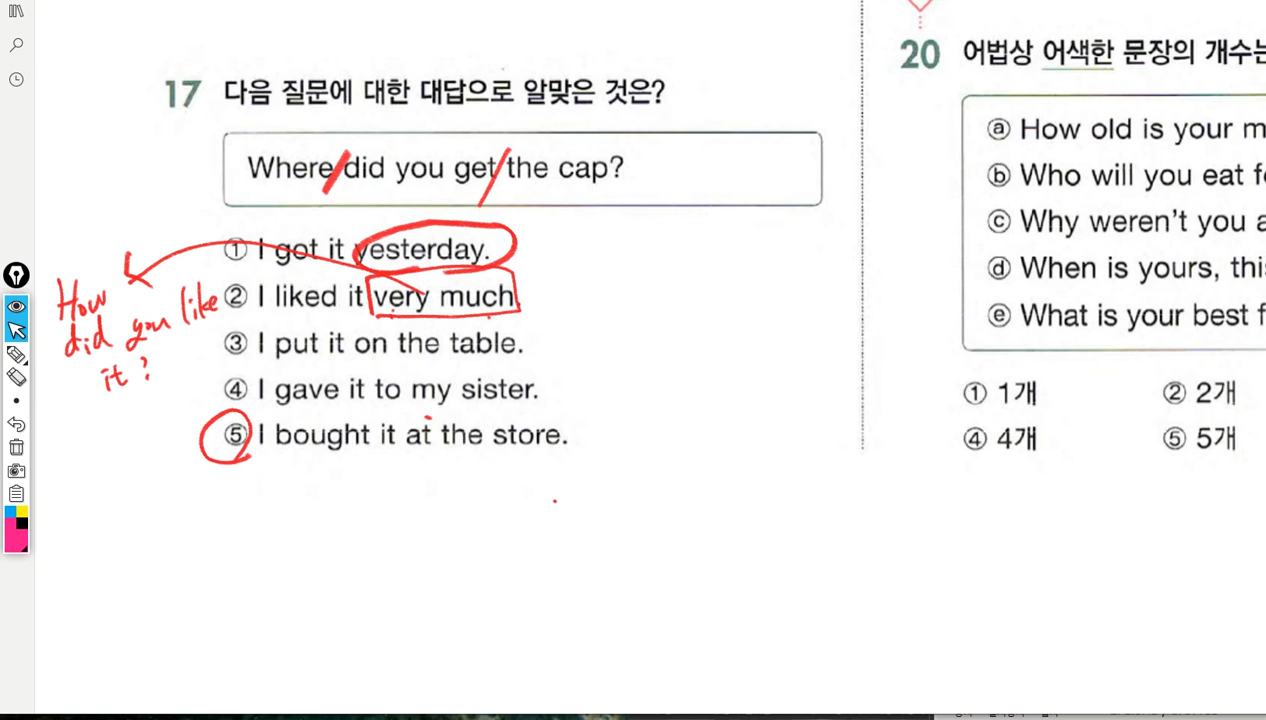 17 다음 질문에 대한 대답으로 알맞은 것은?
Where did you get the cap?
① I got it yesterday.
② I liked it very much.
③ I put it on the table.
④ I gave it to my sister.
⑤ I bought it at the store.
How
did you like
it?
20 어법상 어색한 문장의 개수는
ⓐ How old is your m
ⓑ Who will you eat f
ⓒ Why weren't you a
ⓓ When is yours, this
ⓔ What is your best f
① 1개 ② 2개
④ 4개 ⑤ 5개